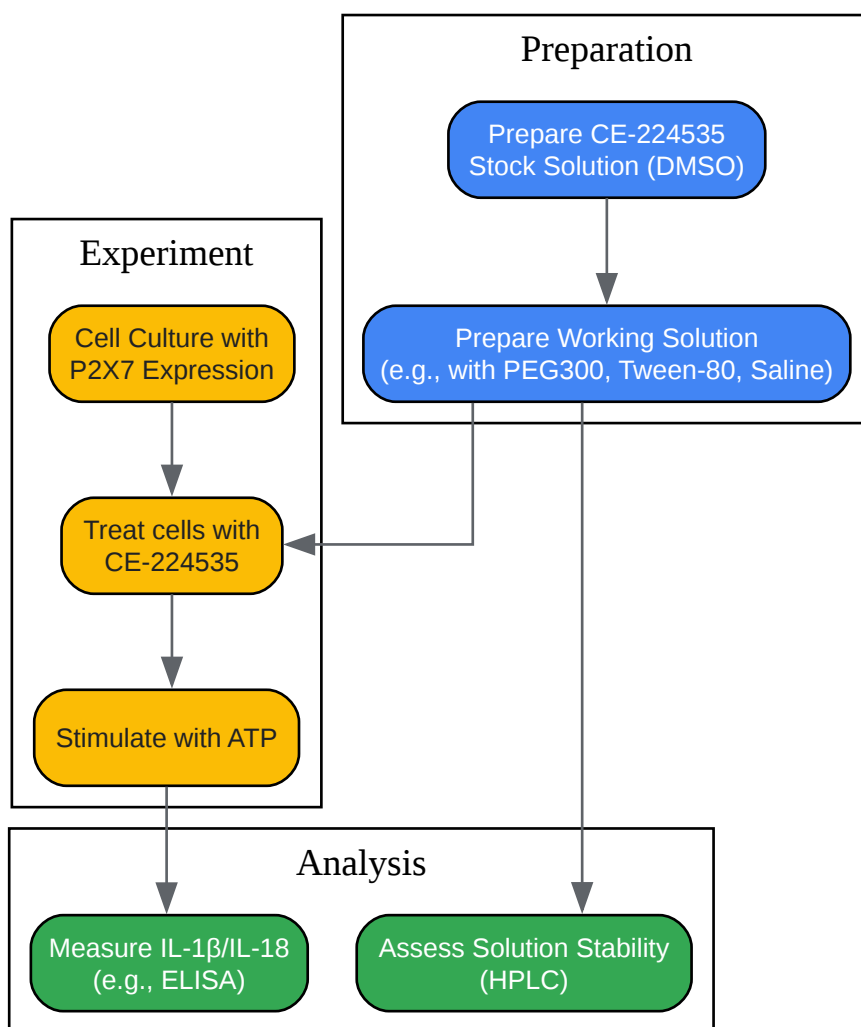 Preparation
Prepare CE-224535
Stock Solution (DMSO)
Prepare Working Solution
(e.g., with PEG300, Tween-80, Saline)
Experiment
Cell Culture with
P2X7 Expression
Treat cells with
CE-224535
Stimulate with ATP
Analysis
Measure IL-1β/IL-18
(e.g., ELISA)
Assess Solution Stability
(HPLC)